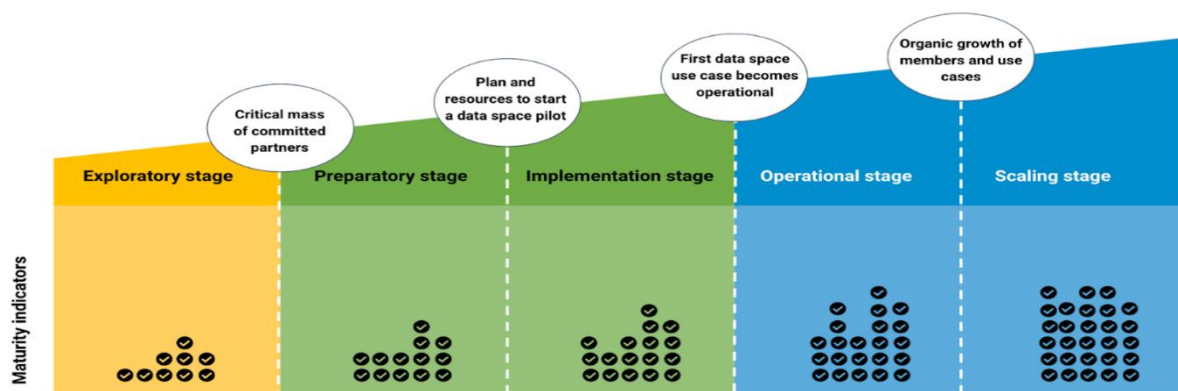 Critical mass
of committed
partners
Plan and
resources to start
a data space pilot
First data space
use case becomes
operational
Organic growth of
members and use
cases
Exploratory stage
Preparatory stage
Implementation stage
Operational stage
Scaling stage
Maturity indicators